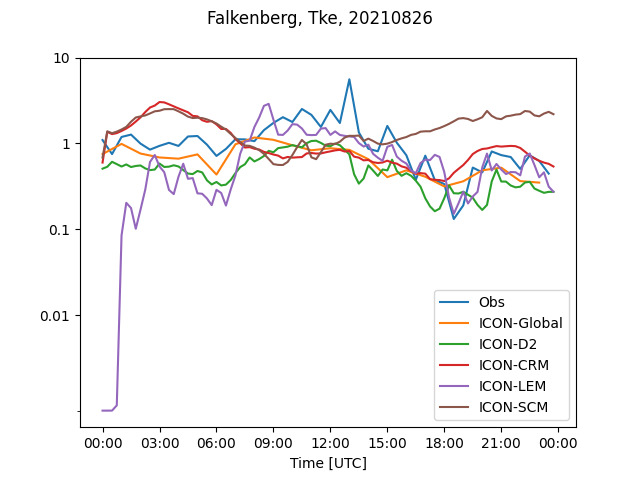 Falkenberg, Tke, 20210826
10
1
0.1
0.01
Obs
ICON-Global
ICON-D2
ICON-CRM
ICON-LEM
ICON-SCM
00:00 03:00 06:00 09:00 12:00 15:00 18:00 21:00 00:00
Time [UTC]